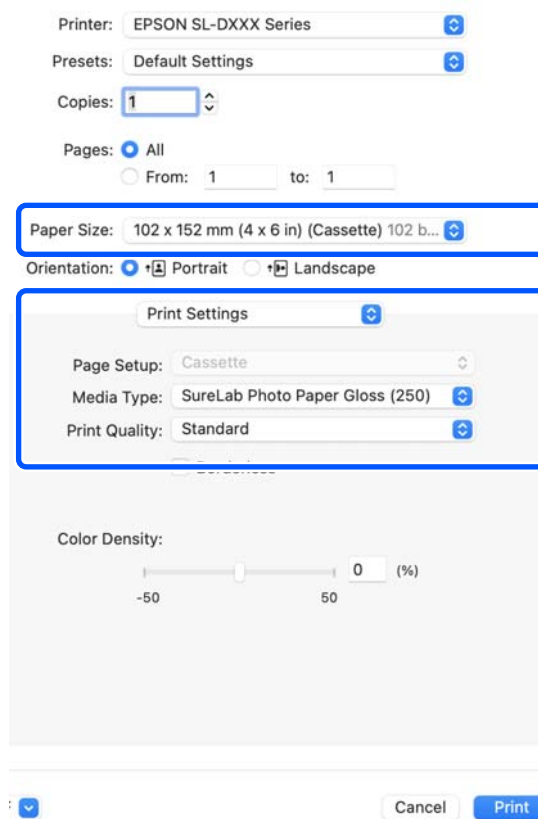 Printer: EPSON SL-DXXX Series
Presets: Default Settings
Copies: 1
Pages: All
From: 1 to: 1
Paper Size: 102 x 152 mm (4 x 6 in) (Cassette) 102 b...
Orientation: Portrait Landscape
Print Settings
Page Setup: Cassette
Media Type: SureLab Photo Paper Gloss (250)
Print Quality: Standard
Color Density:
0 (%)
-50 50
Cancel Print